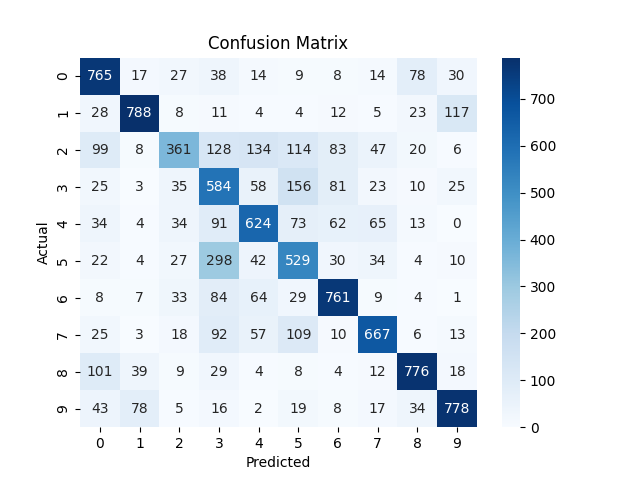 Confusion Matrix
0 765 17 27 38 14 9 8 14 78 30
1 28 788 8 11 4 4 12 5 23 117
2 99 8 361 128 134 114 83 47 20 6
3 25 3 35 584 58 156 81 23 10 25
4 34 4 34 91 624 73 62 65 13 0
5 22 4 27 298 42 529 30 34 4 10
6 8 7 33 84 64 29 761 9 4 1
7 25 3 18 92 57 109 10 667 6 13
8 101 39 9 29 4 8 4 12 776 18
9 43 78 5 16 2 19 8 17 34 778
0 1 2 3 4 5 6 7 8 9
Predicted
Actual
700
600
500
400
300
200
100
0